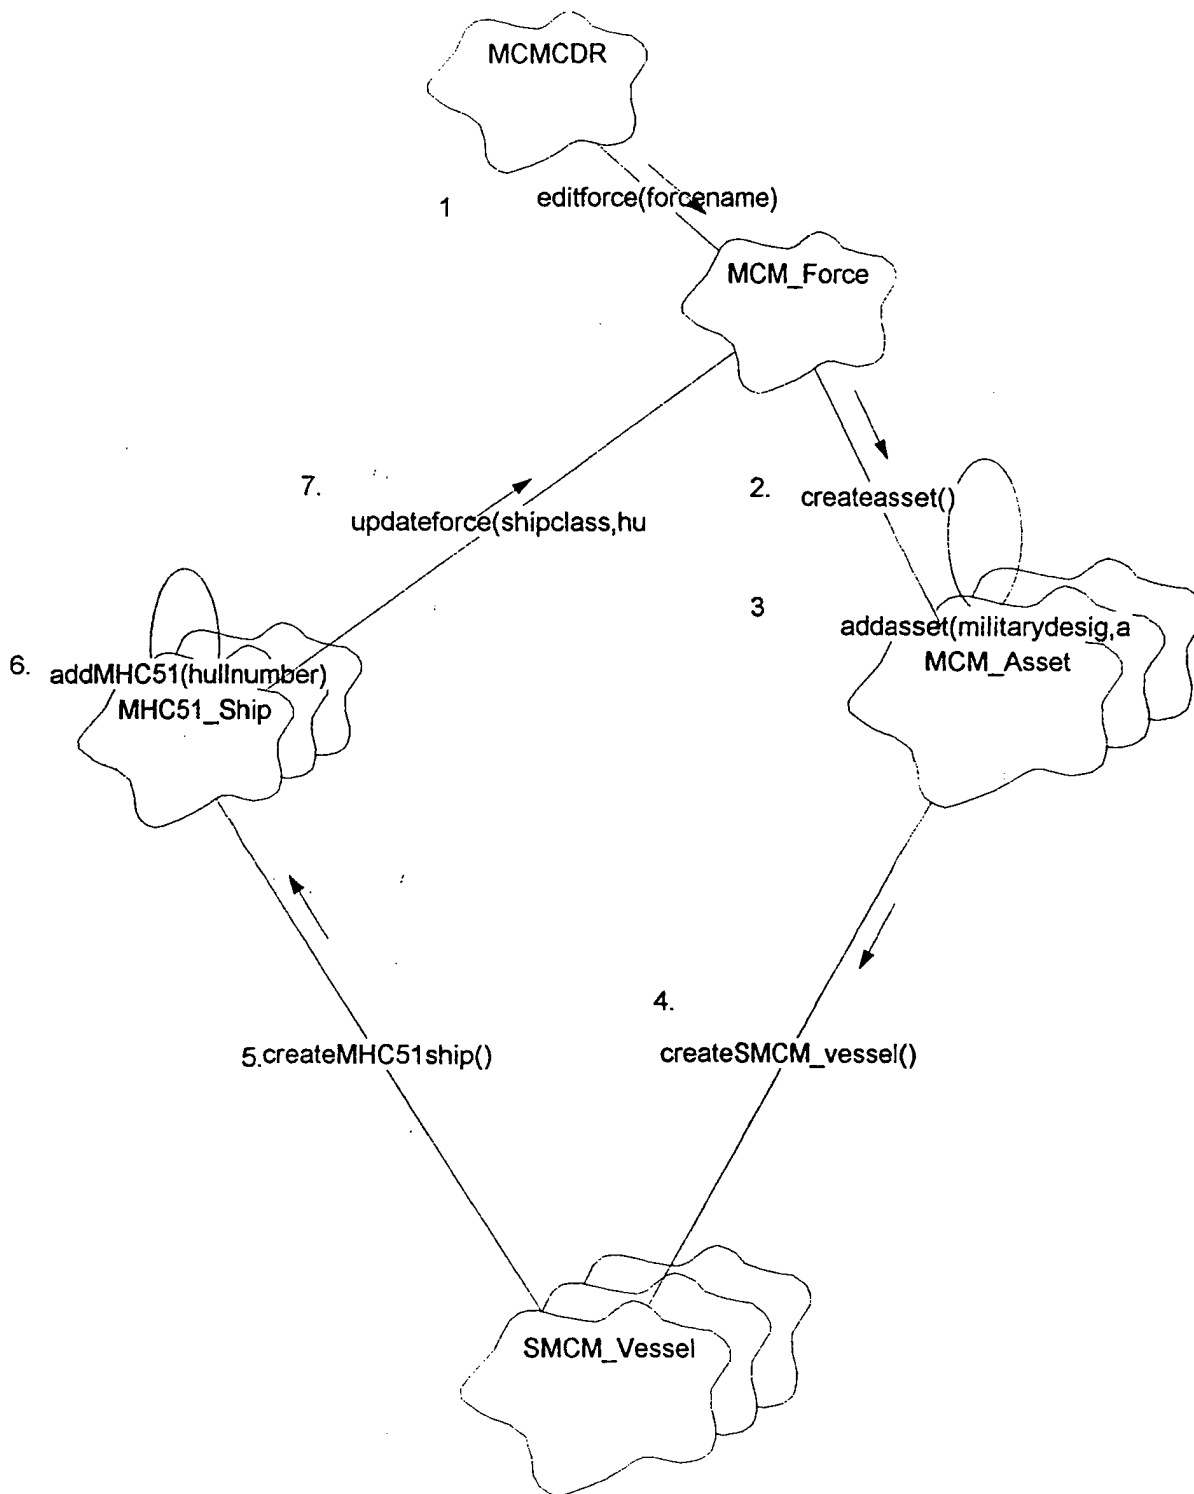 MCMCDR
1
editforce(forcename)
MCM_Force
7.
updateforce(shipclass,hu
2.
createasset()
3
addasset(militarydesig,a
MCM_Asset
6.
addMHC51(hullnumber)
MHC51_Ship
4.
createSMCM_vessel()
5.createMHC51ship()
SMCM_Vessel